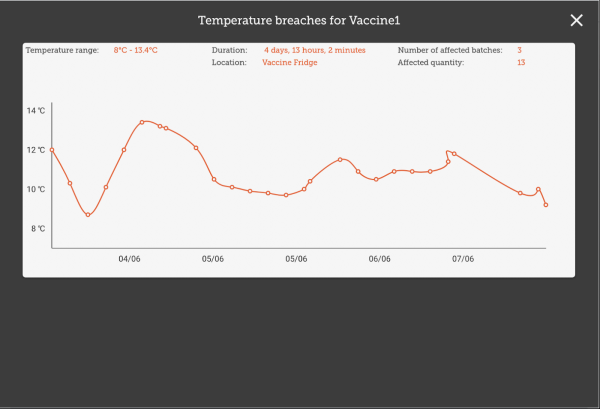 Temperature breaches for Vaccine1
Temperature range: 8°C - 13.4°C Duration: 4 days, 13 hours, 2 minutes Number of affected batches: 3
Location: Vaccine Fridge Affected quantity: 13
14 °C
12 °C
10 °C
8 °C
04/06 05/06 05/06 06/06 07/06